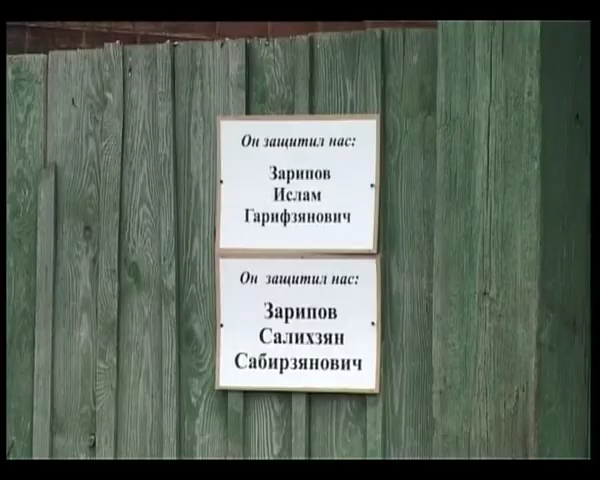 Он защитил нас:
Зарипов
Ислам
Гарифзянович
Он защитил нас:
Зарипов
Салихзян
Сабирзянович